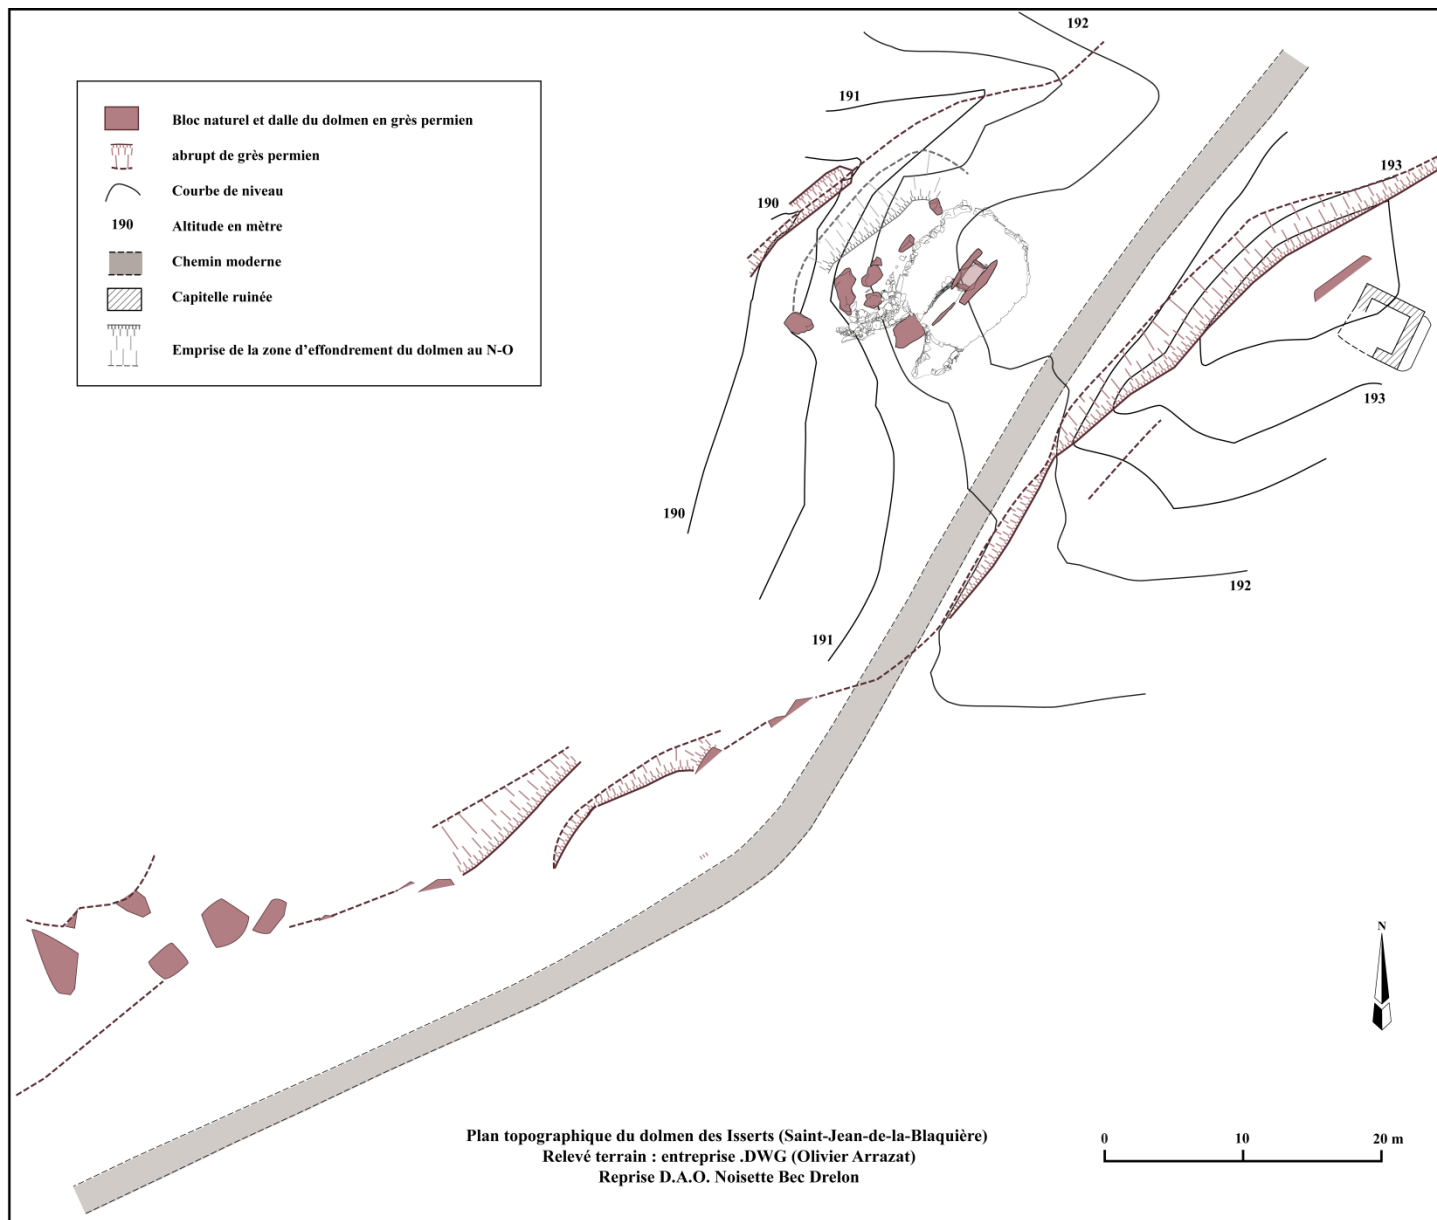 192
191
193
190
Bloc naturel et dalle du dolmen en grès permien
abrupt de grès permien
Courbe de niveau
190 Altitude en mètre
Chemin moderne
Capitelle ruinée
Emprise de la zone d'effondrement du dolmen au N-O
193
190
192
191
N
Plan topographique du dolmen des Isserts (Saint-Jean-de-la-Blaquière)
Relevé terrain : entreprise .DWG (Olivier Arrazat)
Reprise D.A.O. Noisette Bec Drelon
0 10 20 m